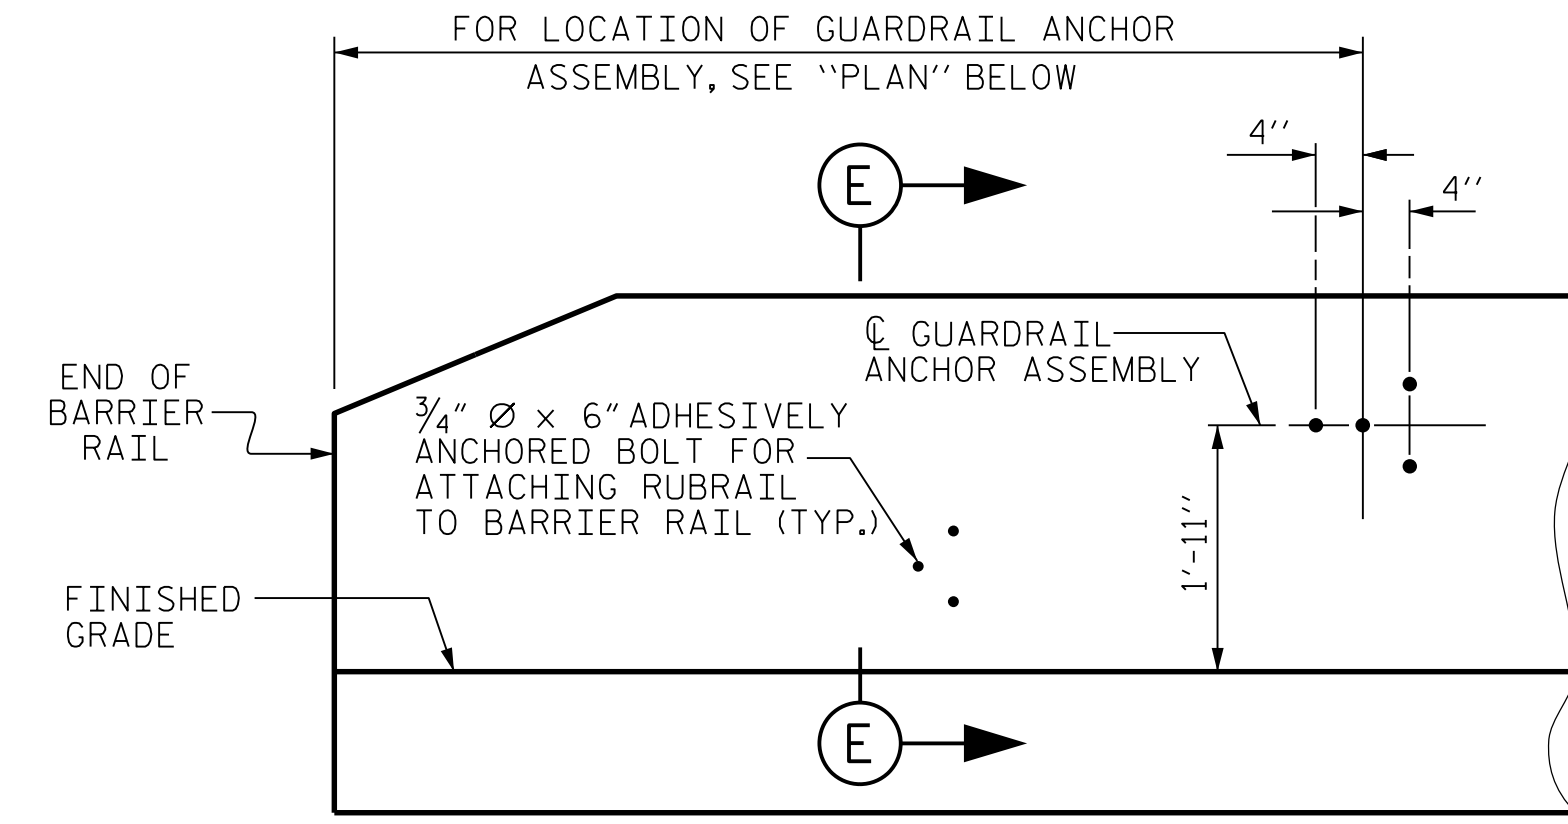 FOR LOCATION OF GUARDRAIL ANCHOR
ASSEMBLY, SEE ‶PLAN″ BELOW
4′′
4′′
E
℄ GUARDRAIL
ANCHOR ASSEMBLY
END OF
BARRIER
RAIL
3/4″ Ø x 6″ ADHESIVELY
ANCHORED BOLT FOR
ATTACHING RUBRAIL
TO BARRIER RAIL (TYP.)
1′-11′′
FINISHED
GRADE
E